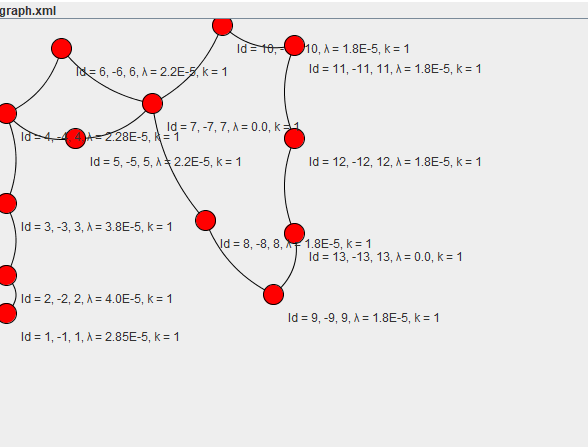 graph.xml
Id = 10, -10, 10, λ = 1.8E-5, k = 1
Id = 11, -11, 11, λ = 1.8E-5, k = 1
Id = 6, -6, 6, λ = 2.2E-5, k = 1
Id = 7, -7, 7, λ = 0.0, k = 1
Id = 4, -4, 4, λ = 2.28E-5, k = 1
Id = 5, -5, 5, λ = 2.2E-5, k = 1
Id = 12, -12, 12, λ = 1.8E-5, k = 1
Id = 3, -3, 3, λ = 3.8E-5, k = 1
Id = 8, -8, 8, λ = 1.8E-5, k = 1
Id = 13, -13, 13, λ = 0.0, k = 1
Id = 2, -2, 2, λ = 4.0E-5, k = 1
Id = 9, -9, 9, λ = 1.8E-5, k = 1
Id = 1, -1, 1, λ = 2.85E-5, k = 1